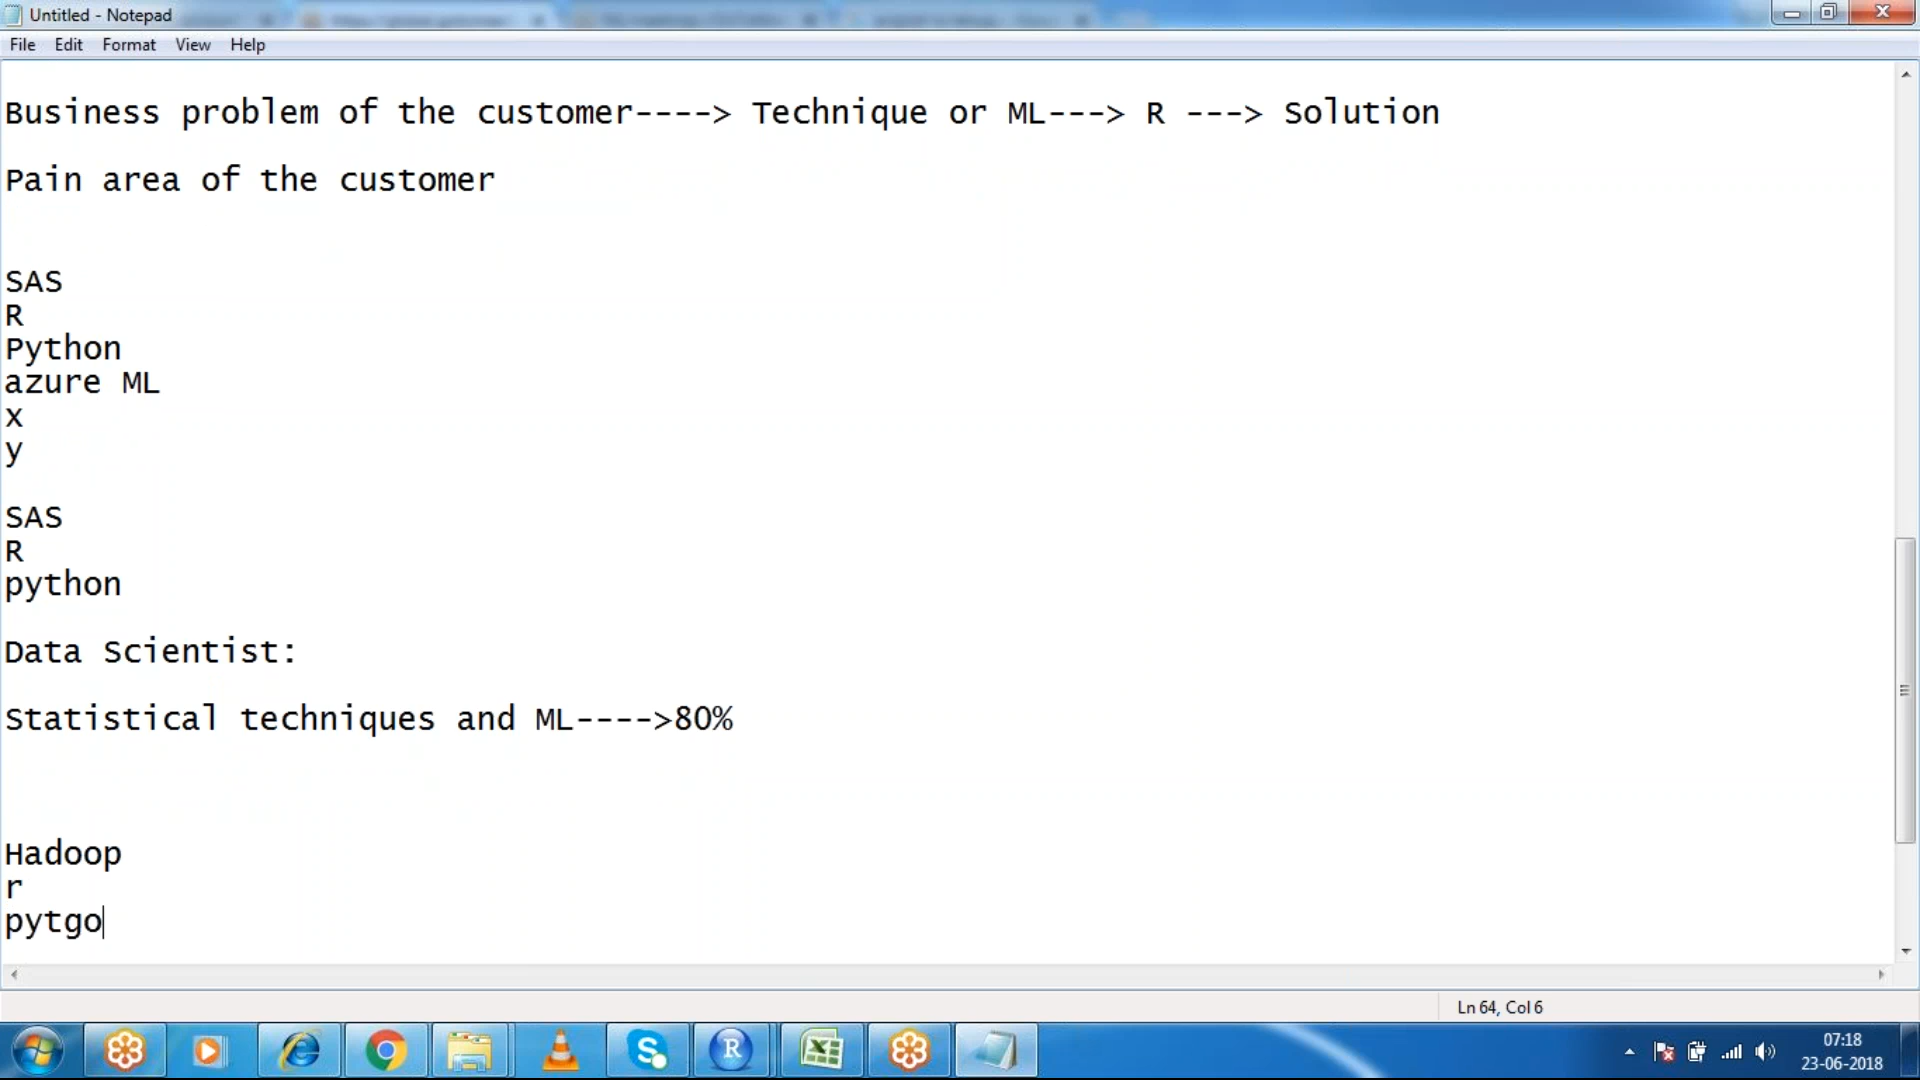 Untitled - Notepad
File Edit Format View Help
Business problem of the customer----> Technique or ML---> R ---> Solution
Pain area of the customer
SAS
R
Python
azure ML
x
y
SAS
R
python
Data Scientist:
Statistical techniques and ML---->80%
Hadoop
r
pytgo
Ln 64, Col 6
07:18
23-06-2018